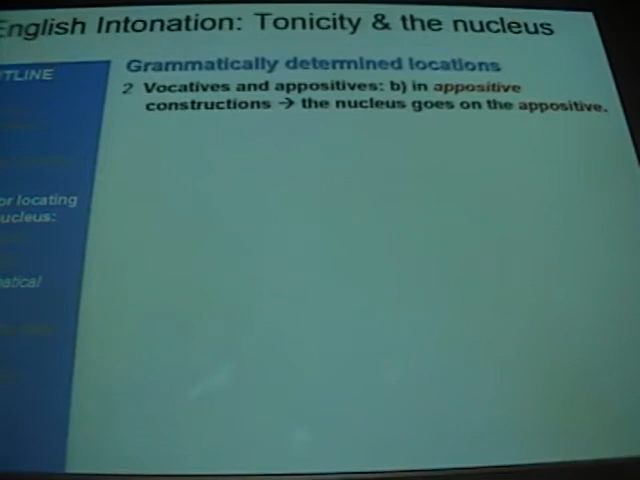 English Intonation: Tonicity & the nucleus
TLINE
Grammatically determined locations
2 Vocatives and appositives: b) in appositive
constructions → the nucleus goes on the appositive.
or locating
ucleus:
atical